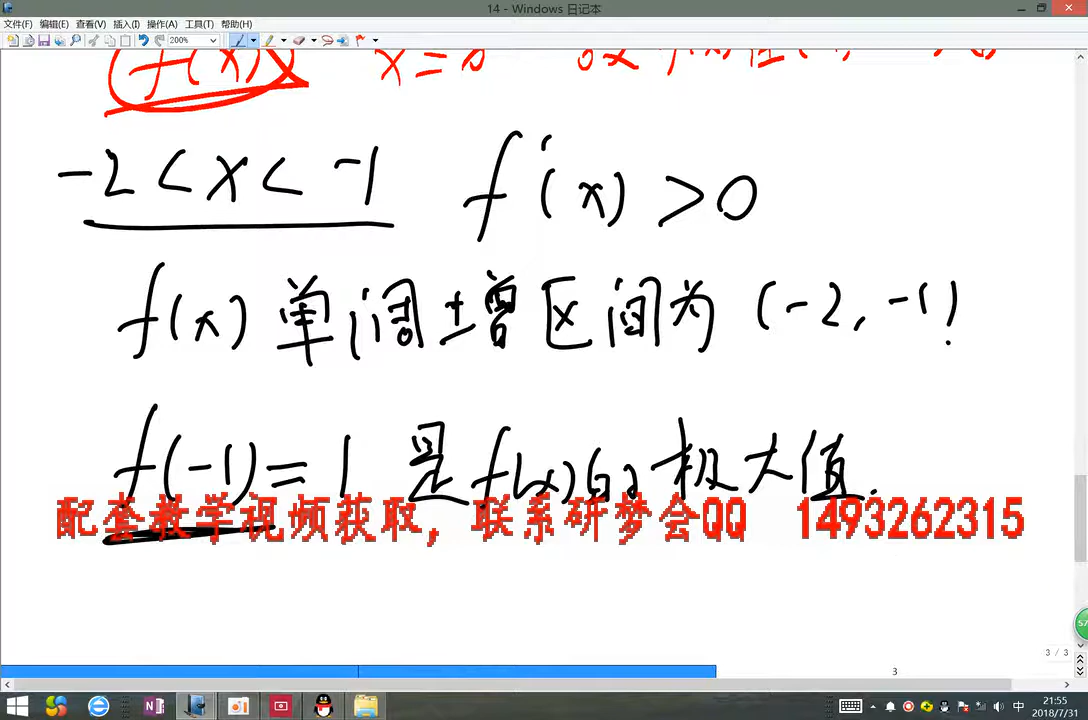 14 - Windows 日记本
文件(F) 编辑(E) 查看(V) 插入(I) 操作(A) 工具(T) 帮助(H)
200%
f(x) x=0
-2<x<-1 f'(x)>0
f(x)单调增区间为(-2,-1)
f(-1)=1 是f(x)的极大值.
配套教学视频获取，联系研梦会QQ 1493262315
57
3 / 3
3
中 21:55
2018/7/31